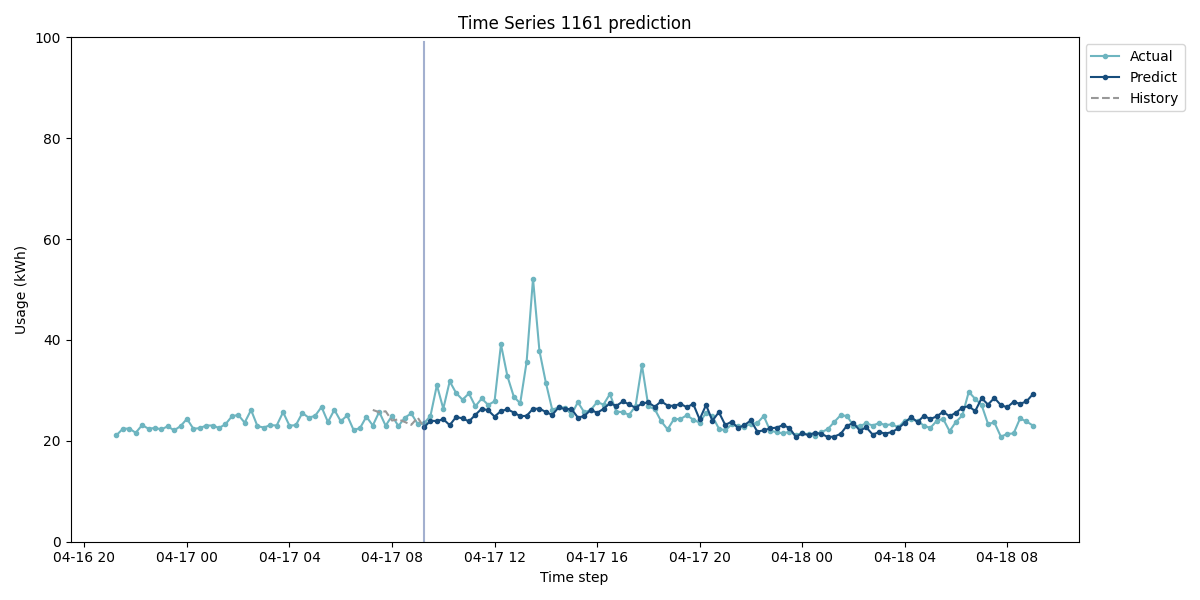 Time Series 1161 prediction
100
80
60
40
20
0
Usage (kWh)
04-16 20
04-17 00
04-17 04
04-17 08
04-17 12
04-17 16
04-17 20
04-18 00
04-18 04
04-18 08
Time step
Actual
Predict
History